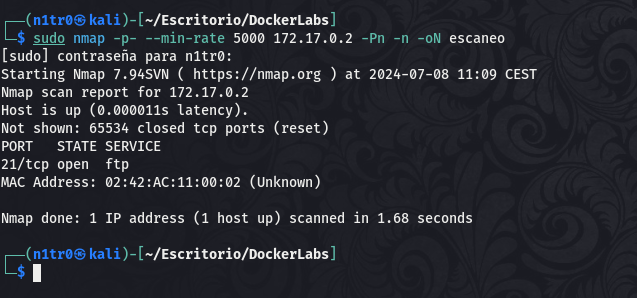 ┌──(n1tr0㉿kali)-[~/Escritorio/DockerLabs]
└─$ sudo nmap -p- --min-rate 5000 172.17.0.2 -Pn -n -oN escaneo
[sudo] contraseña para n1tr0:
Starting Nmap 7.94SVN ( https://nmap.org ) at 2024-07-08 11:09 CEST
Nmap scan report for 172.17.0.2
Host is up (0.000011s latency).
Not shown: 65534 closed tcp ports (reset)
PORT   STATE SERVICE
21/tcp open  ftp
MAC Address: 02:42:AC:11:00:02 (Unknown)
Nmap done: 1 IP address (1 host up) scanned in 1.68 seconds
┌──(n1tr0㉿kali)-[~/Escritorio/DockerLabs]
└─$